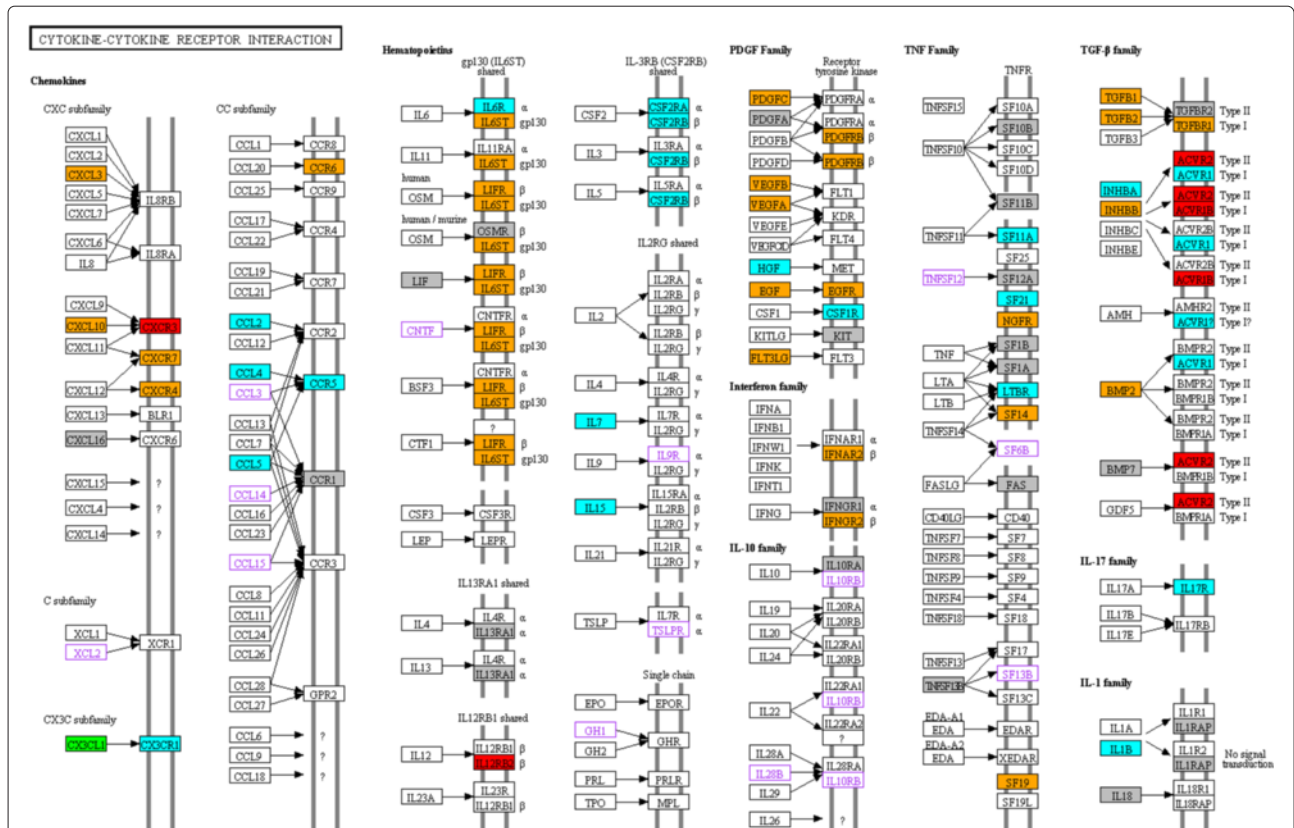 CYTOKINE-CYTOKINE RECEPTOR INTERACTION
Chemokines
CXC subfamily
CXCL1
CXCL2
CXCL3
CXCL5
CXCL7
CXCL6
IL8
IL8RB
IL8RA
CXCL9
CXCL10
CXCL11
CXCL12
CXCL13
CXCL16
CXCR3
CXCR7
CXCR4
BLR1
CXCR6
CXCL15
?
CXCL4
?
CXCL14
?
C subfamily
XCL1
XCL2
XCR1
CX3C subfamily
CX3CL1
CX3CR1
CC subfamily
CCL1
CCR8
CCL20
CCR6
CCL25
CCR9
CCL17
CCL22
CCR4
CCL19
CCL21
CCR7
CCL2
CCL12
CCR2
CCL4
CCL3
CCR5
CCL13
CCL7
CCL5
CCL14
CCL16
CCL23
CCR1
CCL15
CCR3
CCL8
CCL11
CCL24
CCL26
CCL28
CCL27
GPR2
CCL6
?
CCL9
?
CCL18
?
Hematopoietins
gp130 (IL6ST)
shared
IL6
IL6R α
IL6ST gp130
IL11
IL11RA α
IL6ST gp130
human
OSM
LIFR β
IL6ST gp130
human / murine
OSM
OSMR β
IL6ST gp130
LIF
LIFR β
IL6ST gp130
CNTF
CNTFR α
LIFR β
IL6ST gp130
BSF3
CNTFR α
LIFR β
IL6ST gp130
CTF1
?
LIFR β
IL6ST gp130
CSF3
CSF3R
LEP
LEPR
IL13RA1 shared
IL4
IL4R α
IL13RA1 α
IL13
IL4R α
IL13RA1 α
IL12RB1 shared
IL12
IL12RB1 β
IL12RB2 β
IL23A
IL23R
IL12RB1 β
IL-3RB (CSF2RB)
shared
CSF2
CSF2RA α
CSF2RB β
IL3
IL3RA α
CSF2RB β
IL5
IL5RA α
CSF2RB β
IL2RG shared
IL2
IL2RA α
IL2RB β
IL2RG γ
IL2RB β
IL2RG γ
IL4
IL4R α
IL2RG γ
IL7
IL7R α
IL2RG γ
IL9
IL9R α
IL2RG γ
IL15
IL15RA α
IL2RB β
IL2RG γ
IL21
IL21R α
IL2RG γ
TSLP
IL7R α
TSLPR α
Single chain
EPO
EPOR
GH1
GH2
GHR
PRL
PRLR
TPO
MPL
PDGF Family
Receptor
tyrosine kinase
PDGFC
PDGFA
PDGFB
PDGFD
PDGFRA α
PDGFRA α
PDGFRB β
PDGFRB β
VEGFB
VEGFA
VEGFE
FLT1
KDR
FLT4
HGF
MET
EGF
EGFR
CSF1
CSF1R
KITLG
KIT
FLT3LG
FLT3
Interferon family
IFNA
IFNB1
IFNW1
IFNK
IFNT1
IFNAR1 α
IFNAR2 β
IFNG
IFNGR1 α
IFNGR2 β
IL-10 family
IL10
IL10RA
IL10RB
IL19
IL20
IL24
IL20RA
IL20RB
IL22RA1
IL20RB
IL22
IL22RA1
IL10RB
IL22RA2
?
IL28A
IL28B
IL29
IL28RA
IL10RB
IL26
?
TNF Family
TNFR
TNFSF15
TNFSF10
SF10A
SF10B
SF10C
SF10D
SF11B
TNFSF11
SF11A
SF25
TNFSF12
SF12A
SF21
NGFR
TNF
LTA
LTB
TNFSF14
SF1B
SF1A
LTBR
SF14
SF6B
FASLG
FAS
CD40LG
CD40
TNFSF7
SF7
TNFSF8
SF8
TNFSF9
SF9
TNFSF4
SF4
TNFSF18
SF18
TNFSF13
TNFSF13B
SF17
SF13B
SF13C
EDA-A1
EDA
EDAR
EDA-A2
EDA
XEDAR
SF19
SF19L
TGF-β family
TGFB1
TGFB2
TGFB3
TGFBR2 Type II
TGFBR1 Type I
INHBA
INHBB
INHBC
INHBE
ACVR2 Type II
ACVR1 Type I
ACVR2 Type II
ACVR1B Type I
ACVR2B Type II
ACVR1 Type I
ACVR2B Type II
ACVR1B Type I
AMH
AMHR2 Type II
ACVR1? Type I?
BMP2
BMPR2 Type II
ACVR1 Type I
BMPR2 Type II
BMPR1B Type I
BMPR2 Type II
BMPR1A Type I
BMP7
ACVR2 Type II
BMPR1B Type I
GDF5
ACVR2 Type II
BMPR1A Type I
IL-17 family
IL17A
IL17R
IL17B
IL17E
IL17RB
IL-1 family
IL1A
IL1B
IL1R1
IL1RAP
IL1R2
IL1RAP
No signal
transduction
IL18
IL18R1
IL18RAP